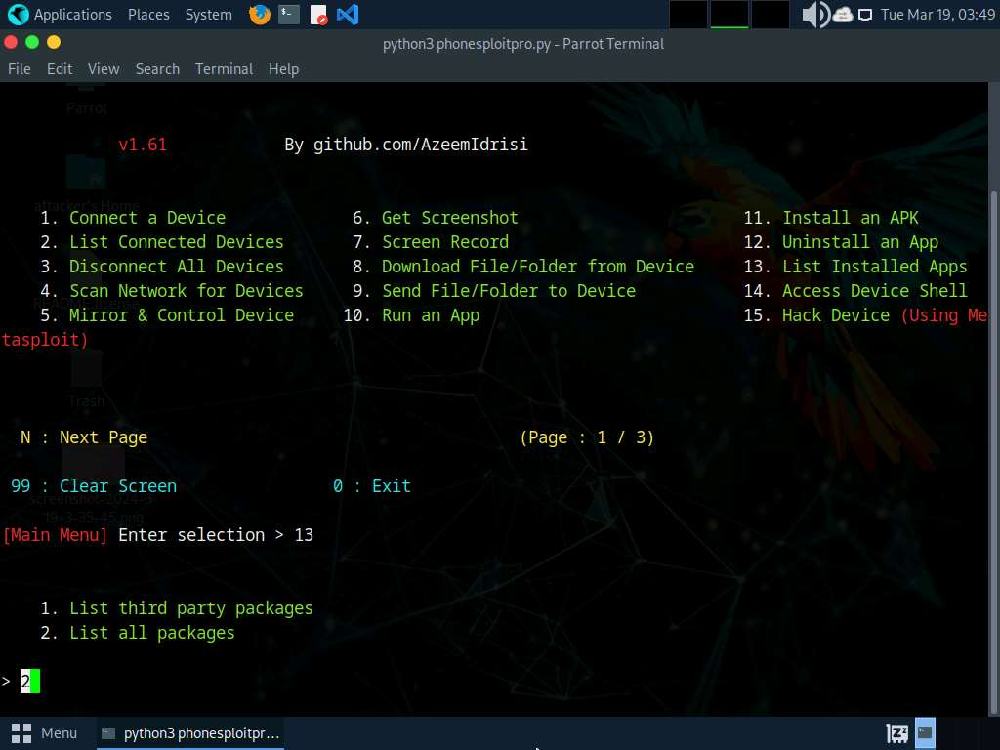 Applications Places System Tue Mar 19, 03:49
python3 phonesploitpro.py - Parrot Terminal
File Edit View Search Terminal Help
Parrot
v1.61 By github.com/AzeemIdrisi
attacker's Home
1. Connect a Device 6. Get Screenshot 11. Install an APK
2. List Connected Devices 7. Screen Record 12. Uninstall an App
3. Disconnect All Devices 8. Download File/Folder from Device 13. List Installed Apps
4. Scan Network for Devices 9. Send File/Folder to Device 14. Access Device Shell
5. Mirror & Control Device 10. Run an App 15. Hack Device (Using Me
tasploit)
Trash
N : Next Page (Page : 1 / 3)
99 : Clear Screen 0 : Exit
screenshot-2024-3-
19-3-35-45.png
[Main Menu] Enter selection > 13
1. List third party packages
2. List all packages
> 2
Menu python3 phonesploitpr...